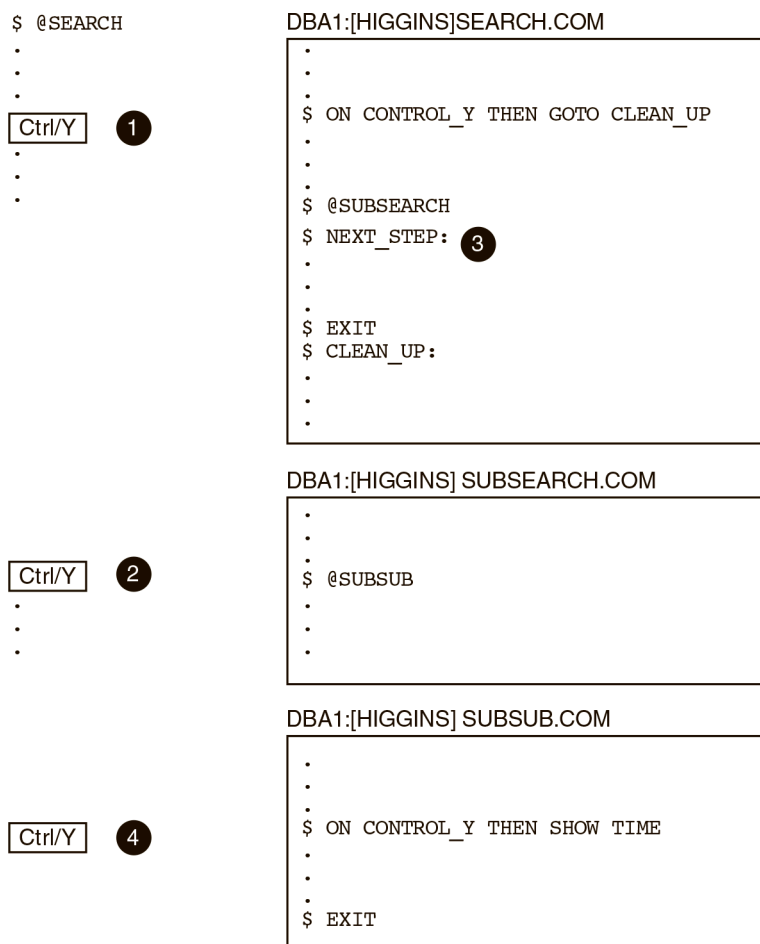 $ @SEARCH
.
.
.
Ctrl/Y 1
.
.
.
DBA1:[HIGGINS]SEARCH.COM
.
.
.
$ ON CONTROL_Y THEN GOTO CLEAN_UP
.
.
.
$ @SUBSEARCH
$ NEXT_STEP: 3
.
.
.
$ EXIT
$ CLEAN_UP:
.
.
.
DBA1:[HIGGINS] SUBSEARCH.COM
Ctrl/Y 2
.
.
.
.
.
.
$ @SUBSUB
.
.
.
DBA1:[HIGGINS] SUBSUB.COM
Ctrl/Y 4
.
.
.
$ ON CONTROL_Y THEN SHOW TIME
.
.
.
$ EXIT